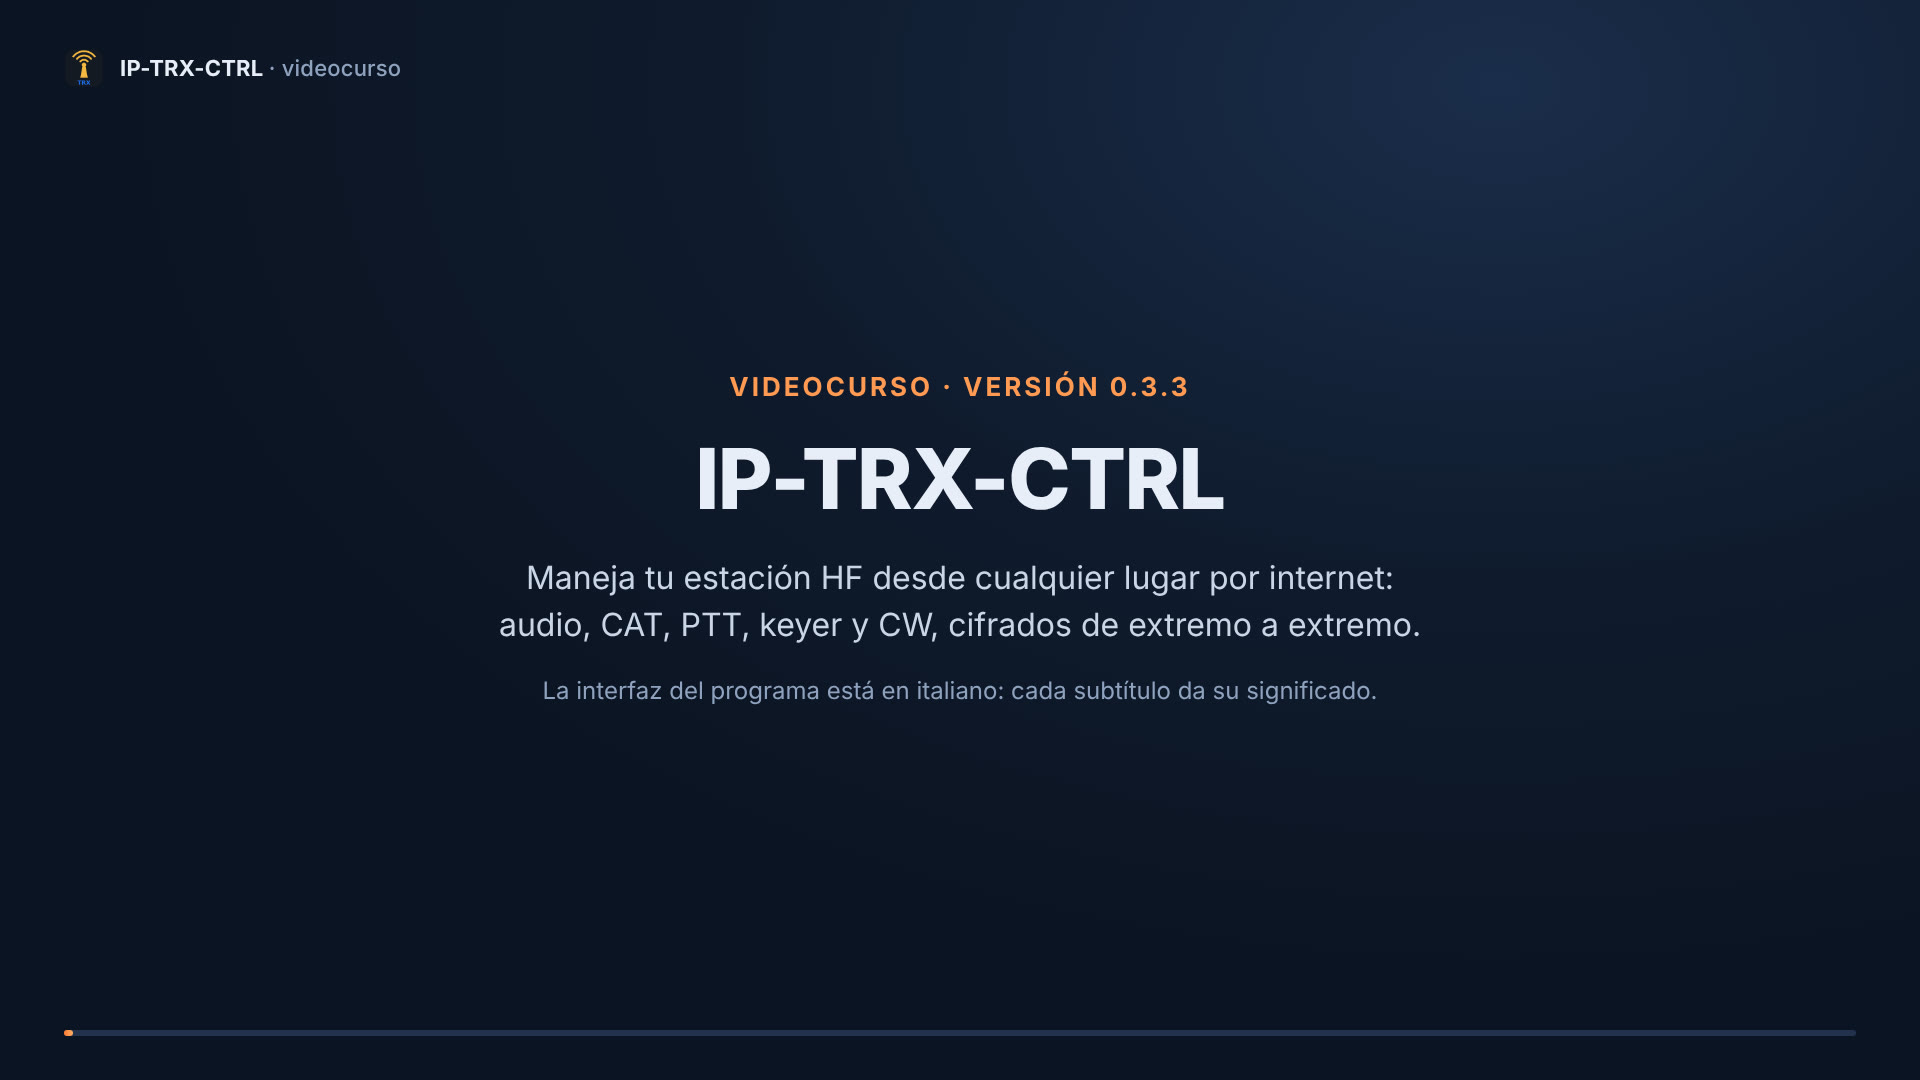 TRX
IP-TRX-CTRL · videocurso
VIDEOCURSO · VERSIÓN 0.3.3
IP-TRX-CTRL
Maneja tu estación HF desde cualquier lugar por internet:
audio, CAT, PTT, keyer y CW, cifrados de extremo a extremo.
La interfaz del programa está en italiano: cada subtítulo da su significado.